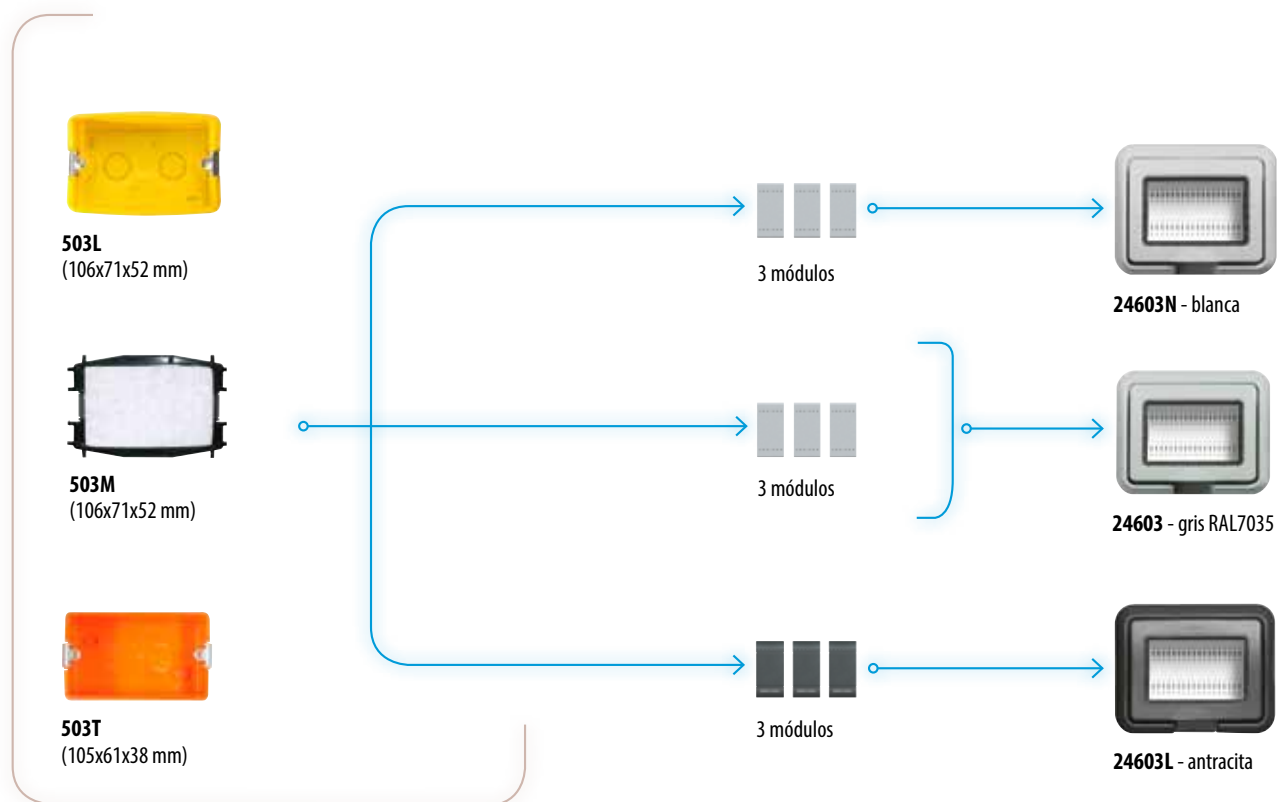 503L
(106x71x52 mm)
503M
(106x71x52 mm)
503T
(105x61x38 mm)
3 módulos
3 módulos
3 módulos
24603N - blanca
24603 - gris RAL7035
24603L - antracita